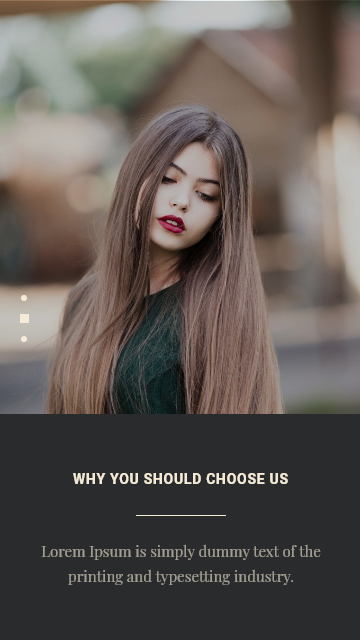 WHY YOU SHOULD CHOOSE US
Lorem Ipsum is simply dummy text of the
printing and typesetting industry.